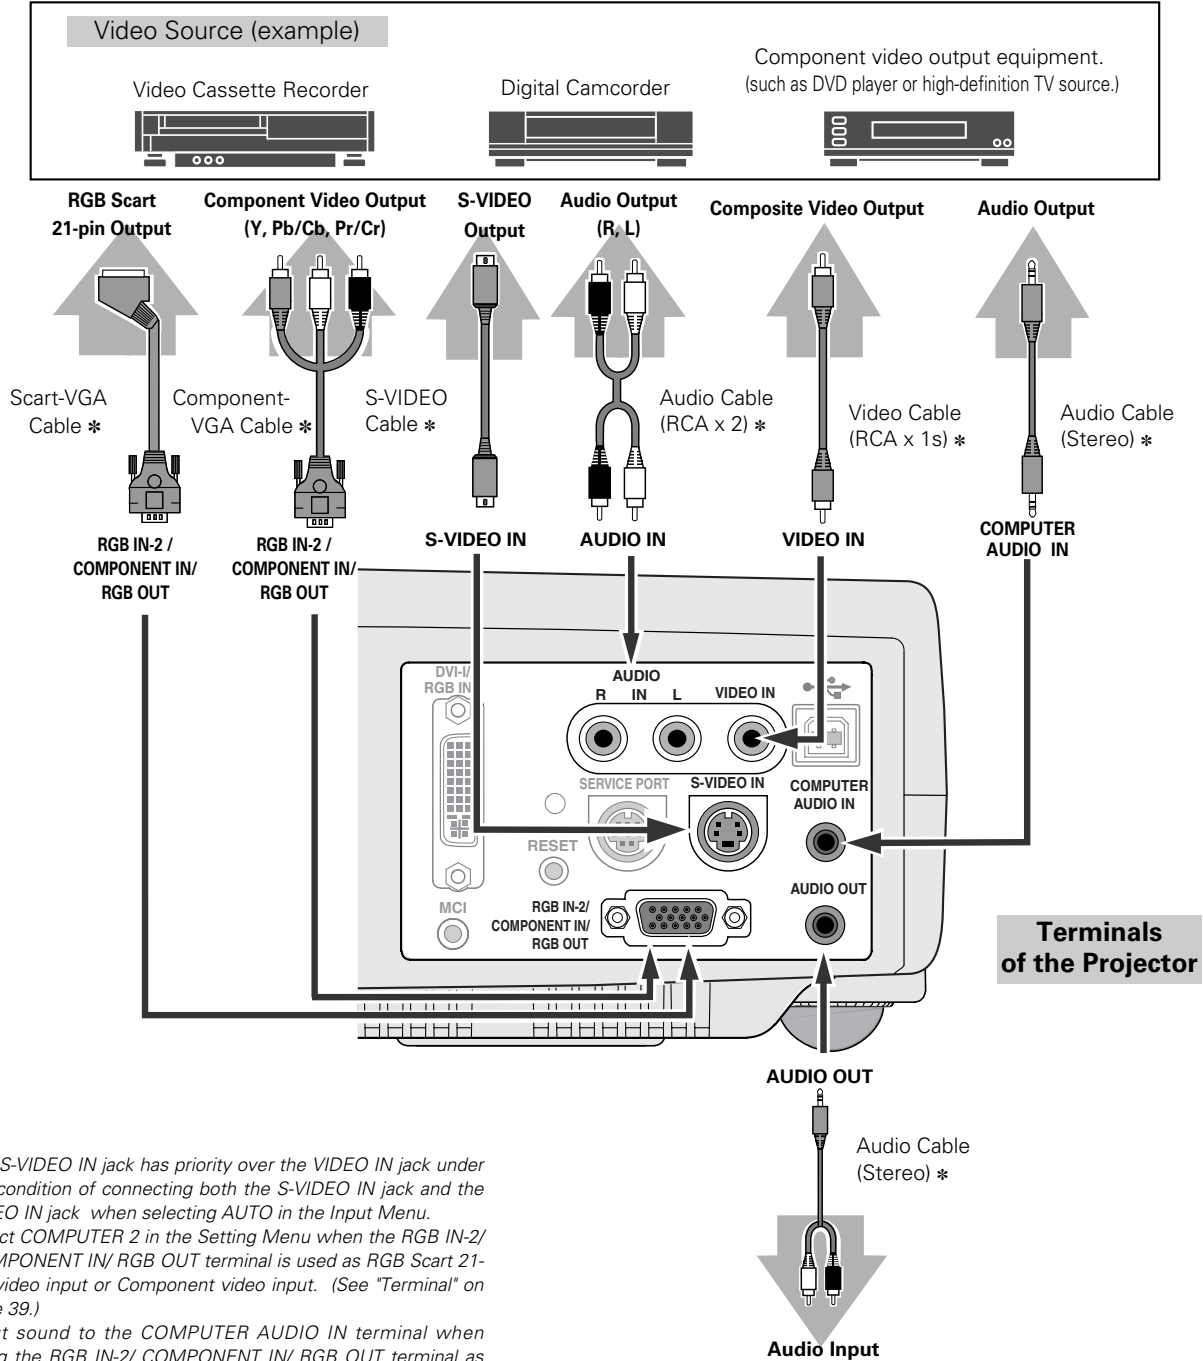 Video Source (example)
Video Cassette Recorder
Digital Camcorder
Component video output equipment.
(such as DVD player or high-definition TV source.)
RGB Scart
21-pin Output
Component Video Output
(Y, Pb/Cb, Pr/Cr)
S-VIDEO
Output
Audio Output
(R, L)
Composite Video Output
Audio Output
Scart-VGA
Cable ✻
Component-
VGA Cable ✻
S-VIDEO
Cable ✻
Audio Cable
(RCA x 2) ✻
Video Cable
(RCA x 1s) ✻
Audio Cable
(Stereo) ✻
RGB IN-2 /
COMPONENT IN/
RGB OUT
RGB IN-2 /
COMPONENT IN/
RGB OUT
S-VIDEO IN
AUDIO IN
VIDEO IN
COMPUTER
AUDIO IN
DVI-I/
RGB IN
AUDIO
R IN L
VIDEO IN
SERVICE PORT
S-VIDEO IN
COMPUTER
AUDIO IN
RESET
MCI
RGB IN-2/
COMPONENT IN/
RGB OUT
AUDIO OUT
Terminals
of the Projector
AUDIO OUT
Audio Cable
(Stereo) ✻
Audio Input
S-VIDEO IN jack has priority over the VIDEO IN jack under
condition of connecting both the S-VIDEO IN jack and the
EO IN jack when selecting AUTO in the Input Menu.
ct COMPUTER 2 in the Setting Menu when the RGB IN-2/
MPONENT IN/ RGB OUT terminal is used as RGB Scart 21-
video input or Component video input. (See "Terminal" on
e 39.)
ut sound to the COMPUTER AUDIO IN terminal when
g the RGB IN-2/ COMPONENT IN/ RGB OUT terminal as